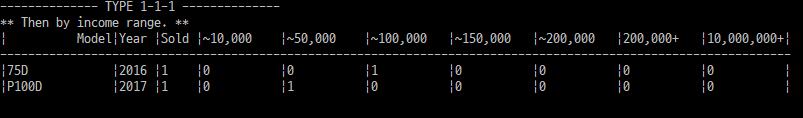 -------------- TYPE 1-1-1 --------------
** Then by income range. **
¦          Model¦Year ¦Sold ¦~10,000    ¦~50,000    ¦~100,000   ¦~150,000   ¦~200,000   ¦200,000+   ¦10,000,000+¦
----------------------------------------------------------------------------------------------------------------
¦75D            ¦2016 ¦1    ¦0          ¦0          ¦1          ¦0          ¦0          ¦0          ¦0          ¦
¦P100D          ¦2017 ¦1    ¦0          ¦1          ¦0          ¦0          ¦0          ¦0          ¦0          ¦